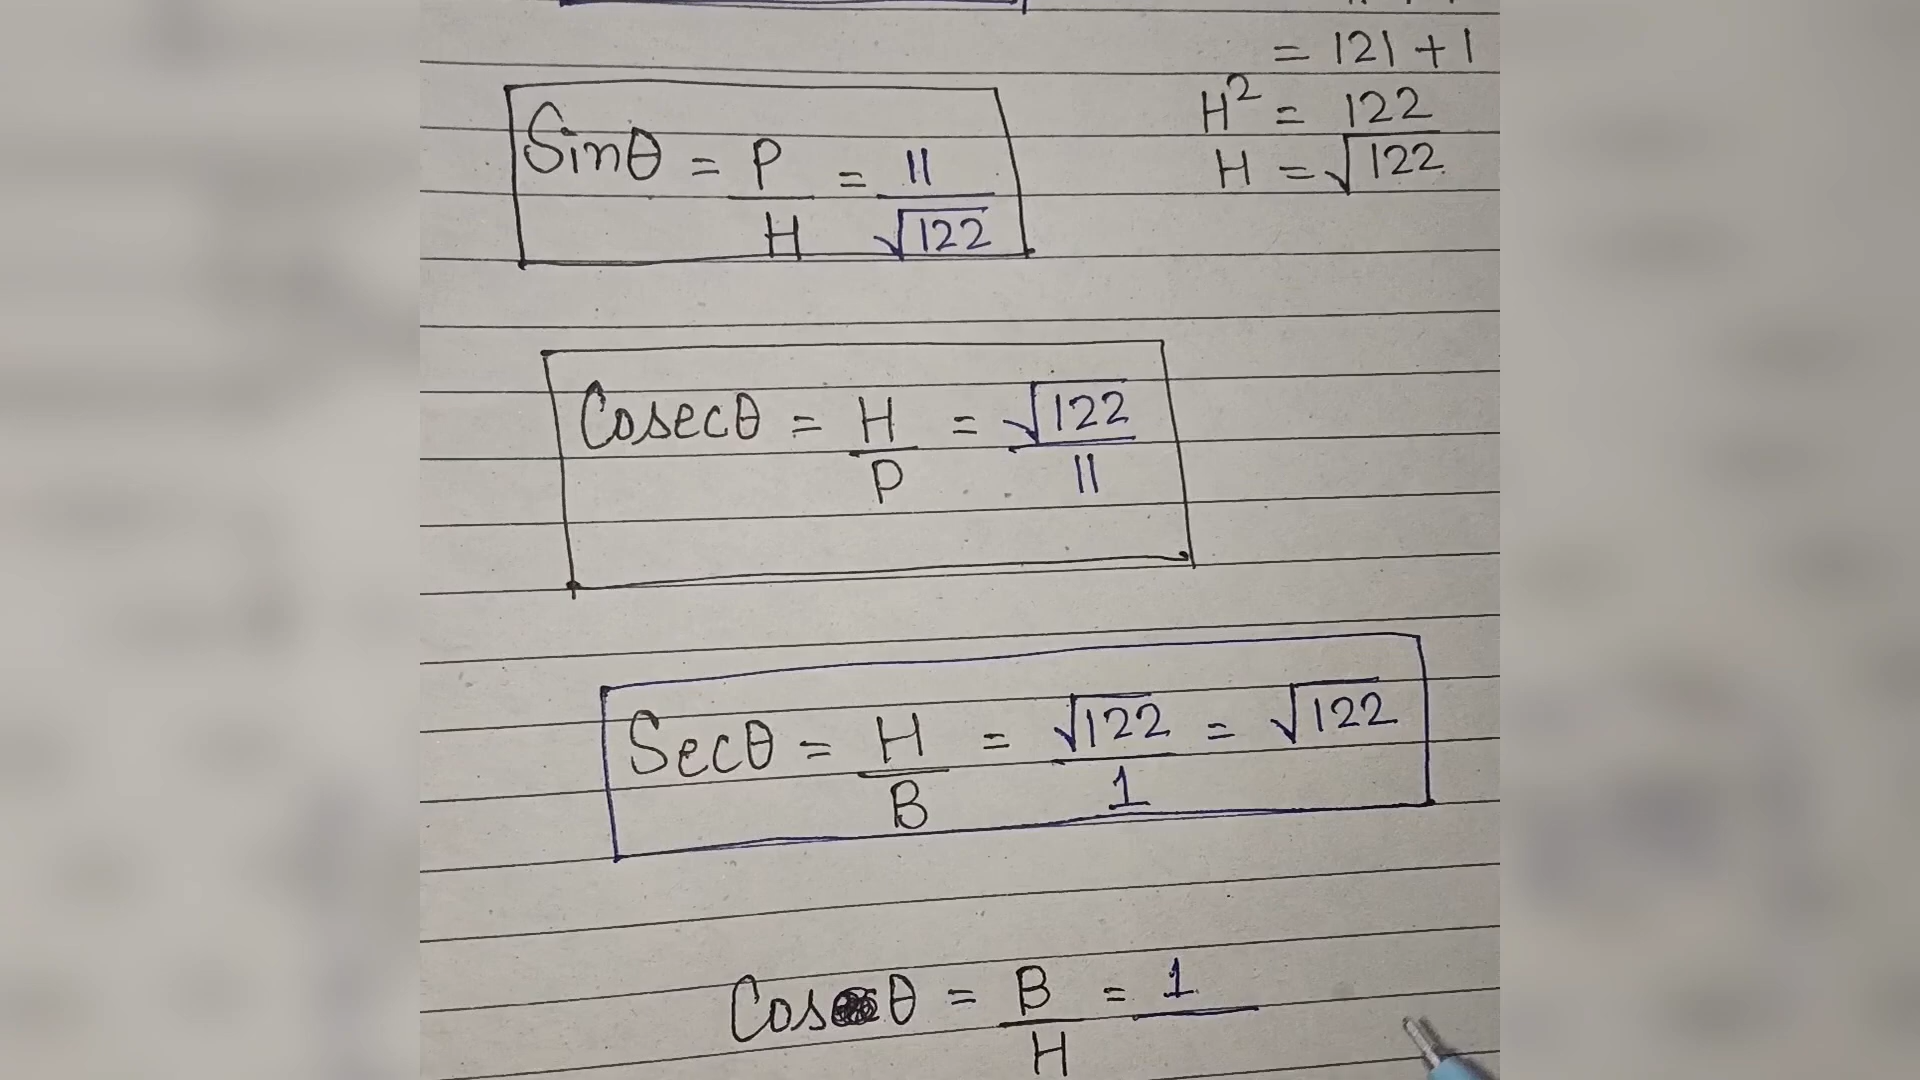 = 121 + 1
H² = 122
H = √122
Sinθ = P/H = 11/√122
Cosecθ = H/P = √122/11
Secθ = H/B = √122/1 = √122
Cosθ = B/H = 1/